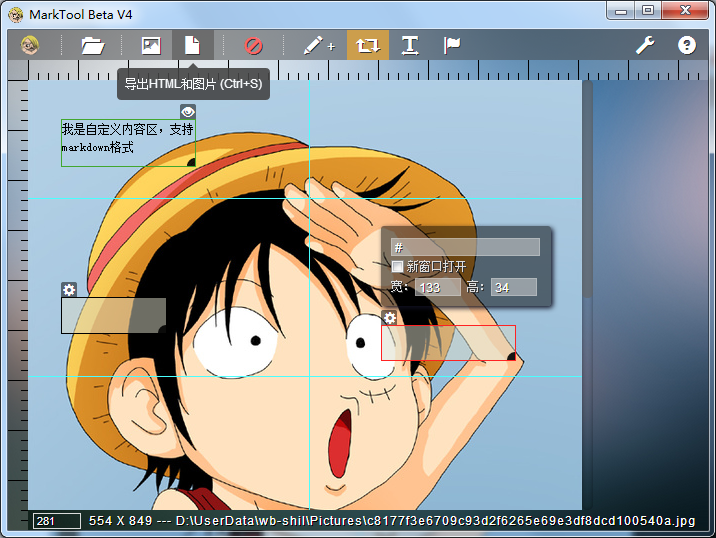 MarkTool Beta V4
导出HTML和图片 (Ctrl+S)
我是自定义内容区，支持
markdown格式
#
新窗口打开
宽: 133 高: 34
281 554 X 849 --- D:\UserData\wb-shil\Pictures\c8177f3e6709c93d2f6265e69e3df8dcd100540a.jpg